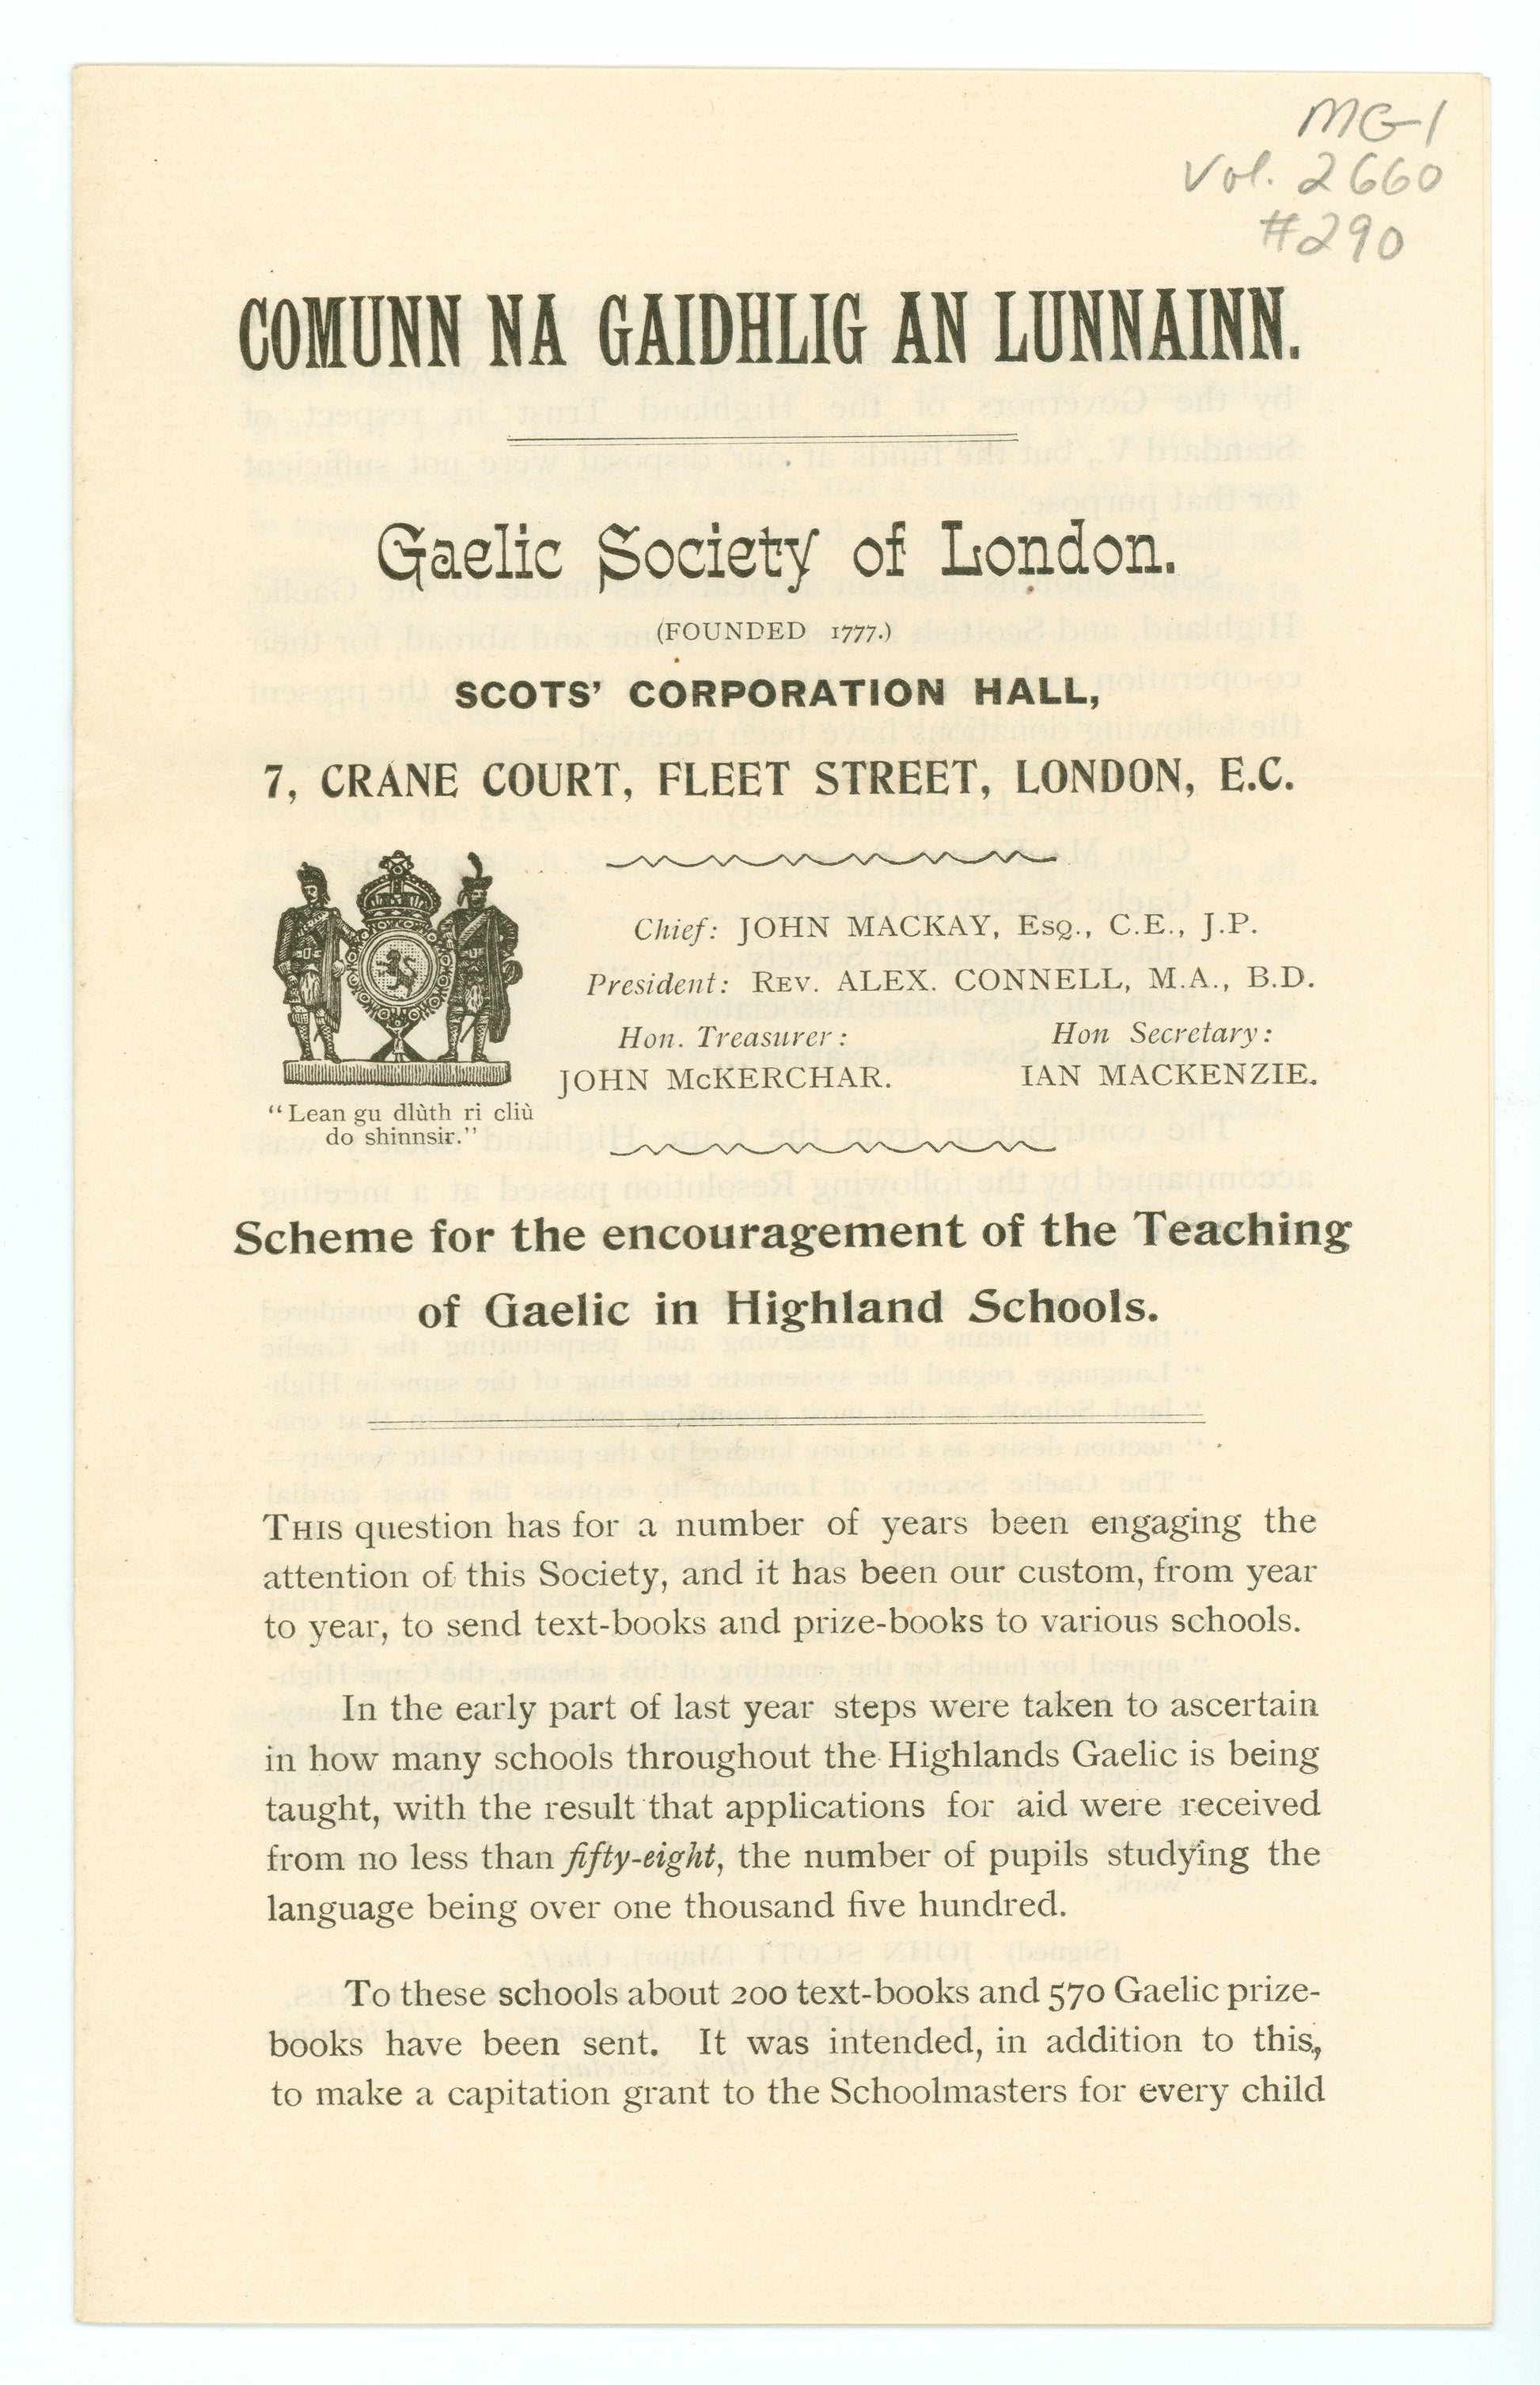 MG-1
Vol. 2660
#290
COMUNN NA GAIDHLIG AN LUNNAINN.
Gaelic Society of London.
(FOUNDED 1777.)
SCOTS' CORPORATION HALL,
7, CRANE COURT, FLEET STREET, LONDON, E.C.
Chief: JOHN MACKAY, Esq., C.E., J.P.
President: Rev. ALEX. CONNELL, M.A., B.D.
Hon. Treasurer: Hon Secretary:
JOHN McKERCHAR. IAN MACKENZIE.
"Lean gu dlùth ri cliù
do shinnsir."
Scheme for the encouragement of the Teaching
of Gaelic in Highland Schools.
THIS question has for a number of years been engaging the
attention of this Society, and it has been our custom, from year
to year, to send text-books and prize-books to various schools.
In the early part of last year steps were taken to ascertain
in how many schools throughout the Highlands Gaelic is being
taught, with the result that applications for aid were received
from no less than fifty-eight, the number of pupils studying the
language being over one thousand five hundred.
To these schools about 200 text-books and 570 Gaelic prize-
books have been sent. It was intended, in addition to this,
to make a capitation grant to the Schoolmasters for every child